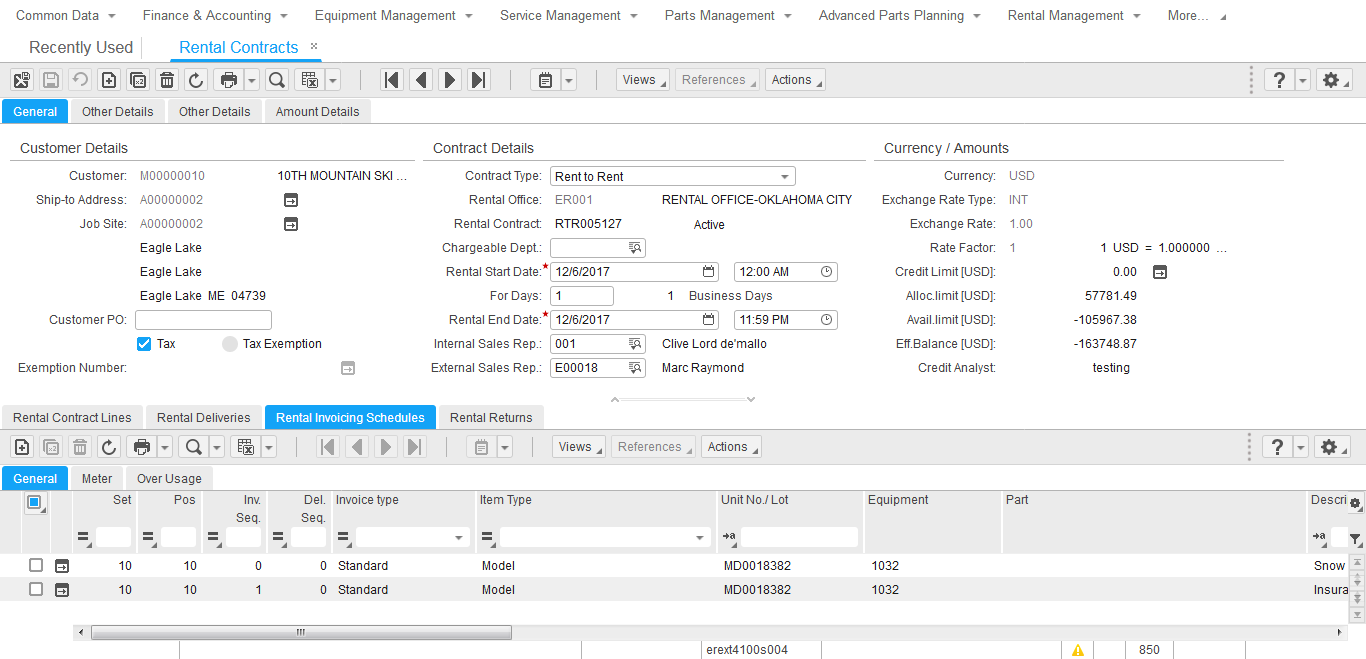 Common Data Finance & Accounting Equipment Management Service Management Parts Management Advanced Parts Planning Rental Management More...
Recently Used Rental Contracts ×
Views References Actions ?
General Other Details Other Details Amount Details
Customer Details Contract Details Currency / Amounts
Customer: M00000010 10TH MOUNTAIN SKI ... Contract Type: Rent to Rent Currency: USD
Ship-to Address: A00000002 Rental Office: ER001 RENTAL OFFICE-OKLAHOMA CITY Exchange Rate Type: INT
Job Site: A00000002 Rental Contract: RTR005127 Active Exchange Rate: 1.00
Eagle Lake Chargeable Dept.: Rate Factor: 1 1 USD = 1.000000 ...
Eagle Lake Rental Start Date:* 12/6/2017 12:00 AM Credit Limit [USD]: 0.00
Eagle Lake ME 04739 For Days: 1 1 Business Days Alloc.limit [USD]: 57781.49
Customer PO: Rental End Date:* 12/6/2017 11:59 PM Avail.limit [USD]: -105967.38
Tax Tax Exemption Internal Sales Rep.: 001 Clive Lord de'mallo Eff.Balance [USD]: -163748.87
Exemption Number: External Sales Rep.: E00018 Marc Raymond Credit Analyst: testing
Rental Contract Lines Rental Deliveries Rental Invoicing Schedules Rental Returns
Views References Actions ?
General Meter Over Usage
Set Pos Inv. Seq. Del. Seq. Invoice type Item Type Unit No./ Lot Equipment Part Descri
10 10 0 0 Standard Model MD0018382 1032 Snow
10 10 1 0 Standard Model MD0018382 1032 Insura
erext4100s004 850